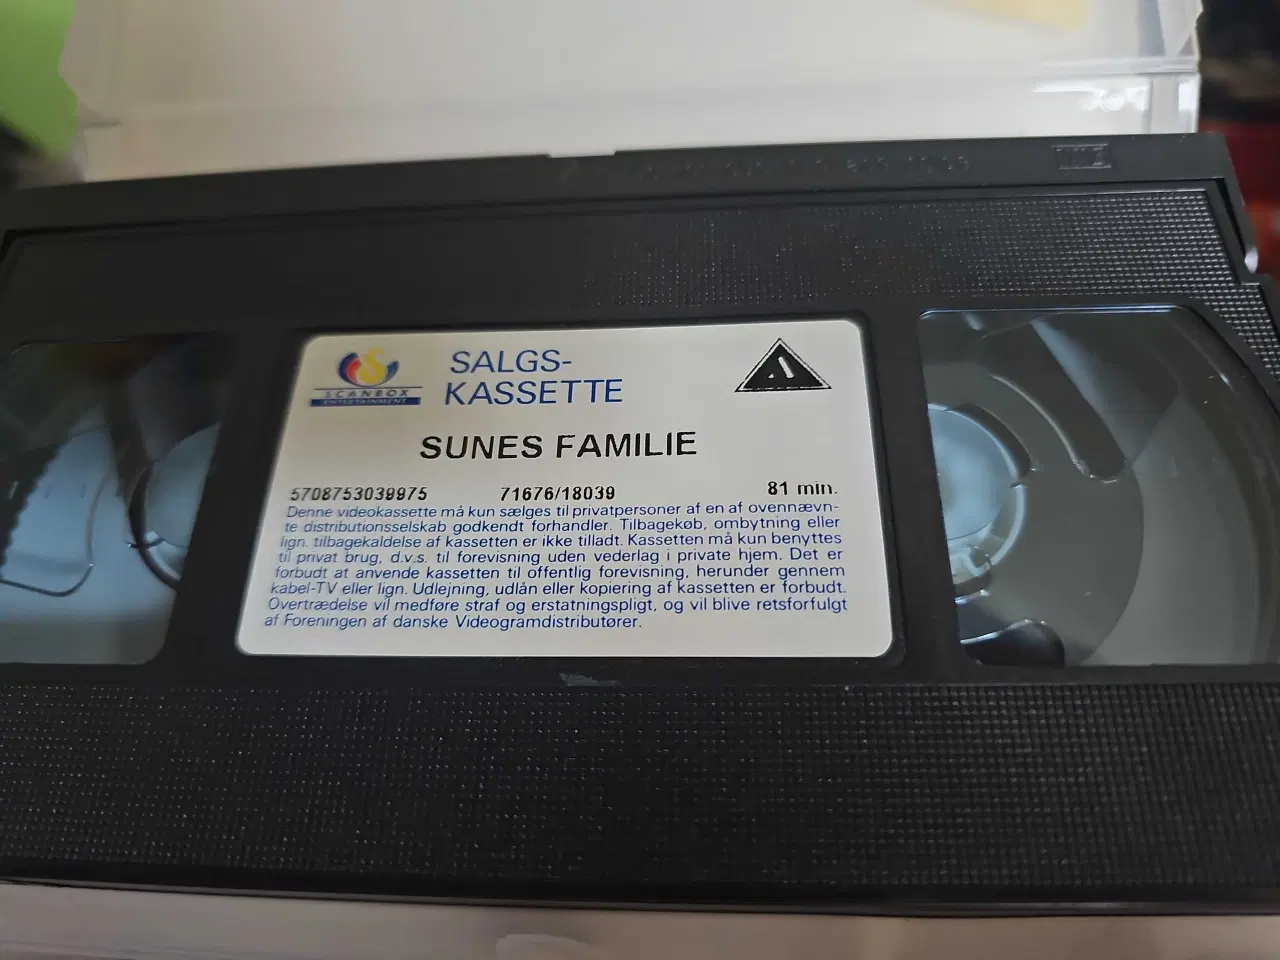 SCANBOX
ENTERTAINMENT
SALGS-
KASSETTE
A
SUNES FAMILIE
5708753039975 71676/18039 81 min.
Denne videokassette må kun sælges til privatpersoner af en af ovennævn-
te distributionsselskab godkendt forhandler. Tilbagekøb, ombytning eller
lign. tilbagekaldelse af kassetten er ikke tilladt. Kassetten må kun benyttes
til privat brug, d.v.s. til forevisning uden vederlag i private hjem. Det er
forbudt at anvende kassetten til offentlig forevisning, herunder gennem
kabel-TV eller lign. Udlejning, udlån eller kopiering af kassetten er forbudt.
Overtrædelse vil medføre straf og erstatningspligt, og vil blive retsforfulgt
af Foreningen af danske Videogramdistributører.